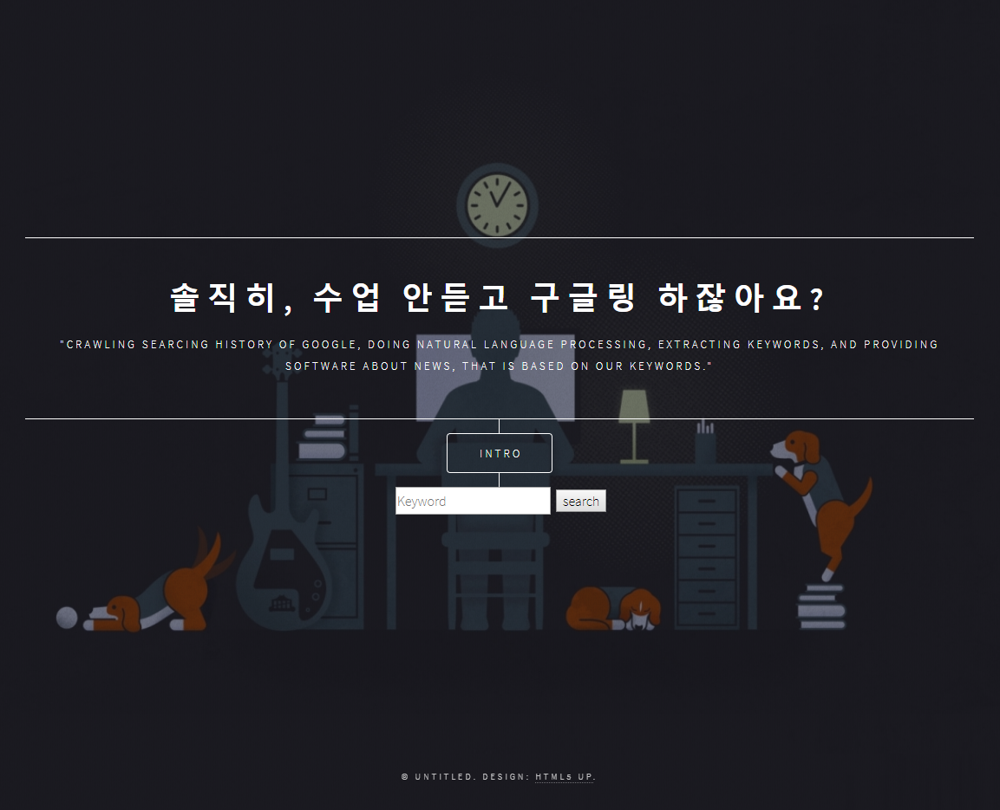 솔직히, 수업 안듣고 구글링 하잖아요?
"CRAWLING SEARCING HISTORY OF GOOGLE, DOING NATURAL LANGUAGE PROCESSING, EXTRACTING KEYWORDS, AND PROVIDING
SOFTWARE ABOUT NEWS, THAT IS BASED ON OUR KEYWORDS."
INTRO
Keyword search
© UNTITLED. DESIGN: HTML5 UP.